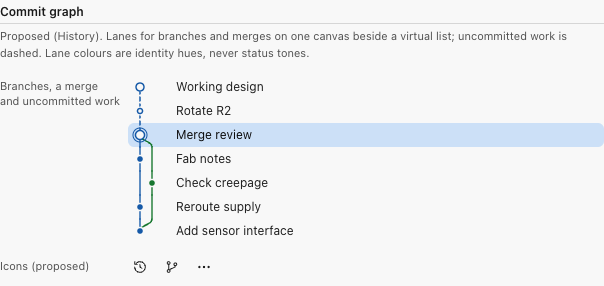 Commit graph
Proposed (History). Lanes for branches and merges on one canvas beside a virtual list; uncommitted work is
dashed. Lane colours are identity hues, never status tones.
Branches, a merge
and uncommitted work
Working design
Rotate R2
Merge review
Fab notes
Check creepage
Reroute supply
Add sensor interface
Icons (proposed)